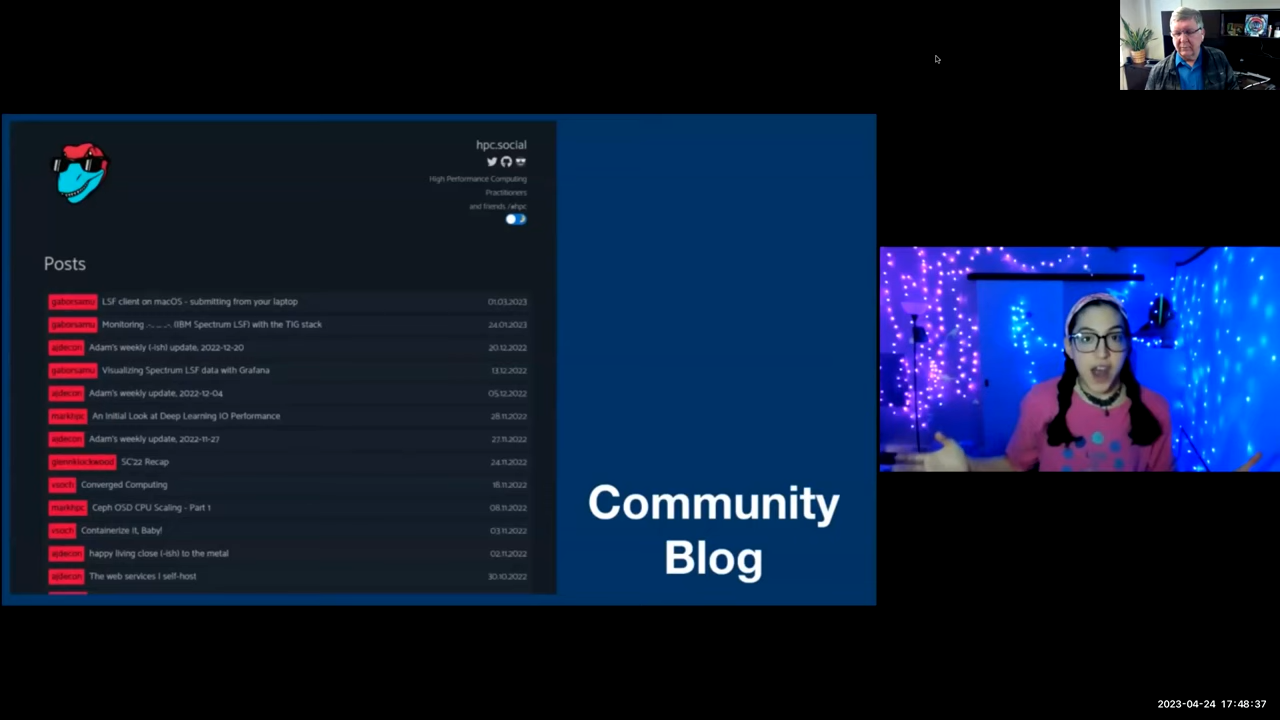 hpc.social
High Performance Computing
Practitioners
and friends /#hpc
Posts
gaborsamu LSF client on macOS - submitting from your laptop 01.03.2023
gaborsamu Monitoring .-.. ... ..-. (IBM Spectrum LSF) with the TIG stack 24.01.2023
ajdecon Adam's weekly (-ish) update, 2022-12-20 20.12.2022
gaborsamu Visualizing Spectrum LSF data with Grafana 13.12.2022
ajdecon Adam's weekly update, 2022-12-04 05.12.2022
markhpc An Initial Look at Deep Learning IO Performance 28.11.2022
ajdecon Adam's weekly update, 2022-11-27 27.11.2022
glennklockwood SC'22 Recap 24.11.2022
vsoch Converged Computing 18.11.2022
markhpc Ceph OSD CPU Scaling - Part 1 08.11.2022
vsoch Containerize It, Baby! 03.11.2022
ajdecon happy living close (-ish) to the metal 02.11.2022
ajdecon The web services I self-host 30.10.2022
Community
Blog
2023-04-24 17:48:37